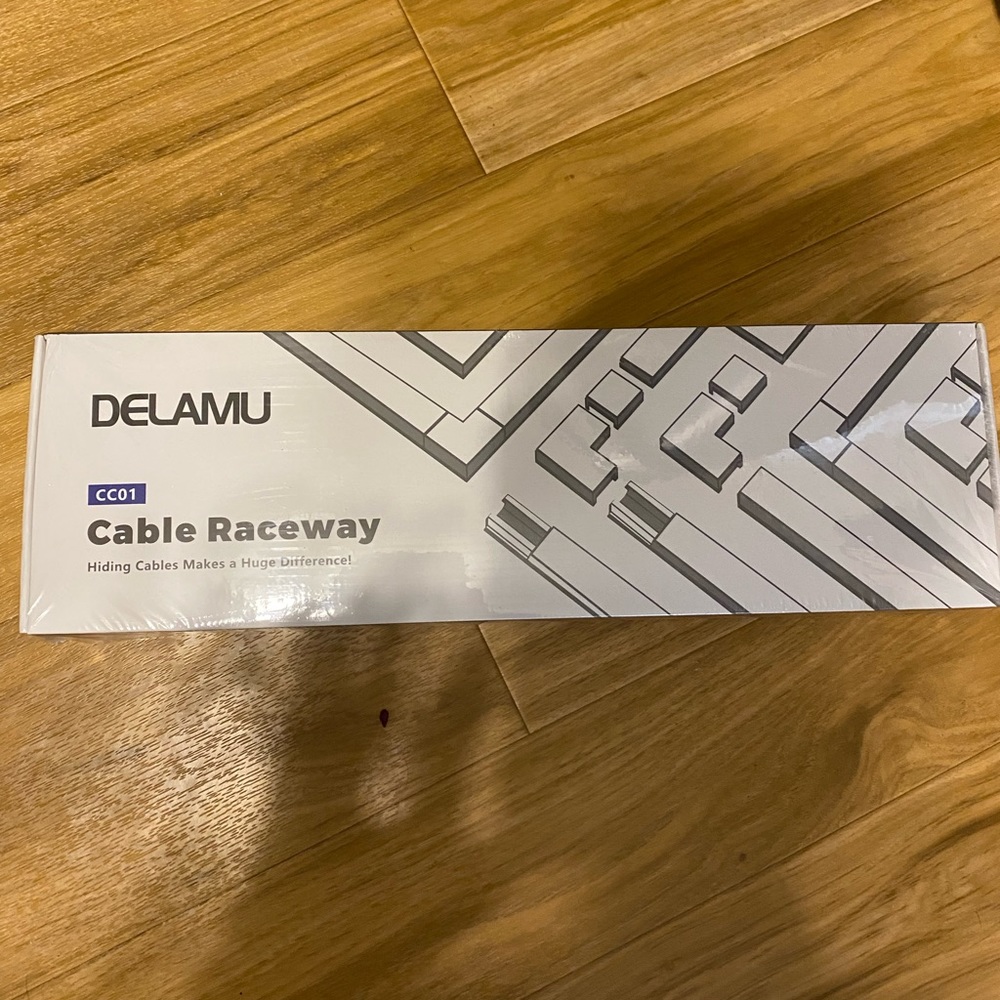 DELAMU
CC01
Cable Raceway
Hiding Cables Makes a Huge Difference!